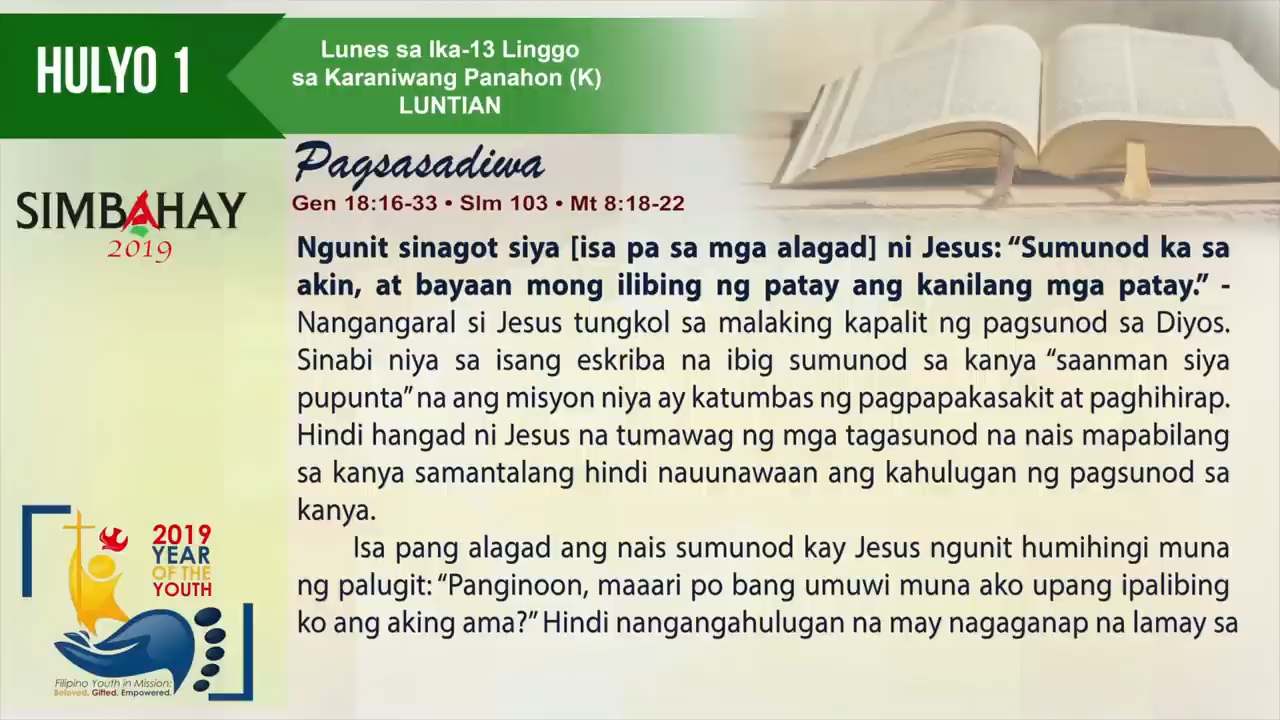 HULYO 1
Lunes sa Ika-13 Linggo
sa Karaniwang Panahon (K)
LUNTIAN
SIMBAHAY
2019
Pagsasadiwa
Gen 18:16-33 • Slm 103 • Mt 8:18-22
Ngunit sinagot siya [isa pa sa mga alagad] ni Jesus: “Sumunod ka sa
akin, at bayaan mong ilibing ng patay ang kanilang mga patay.” -
Nangangaral si Jesus tungkol sa malaking kapalit ng pagsunod sa Diyos.
Sinabi niya sa isang eskriba na ibig sumunod sa kanya “saanman siya
pupunta” na ang misyon niya ay katumbas ng pagpapakasakit at paghihirap.
Hindi hangad ni Jesus na tumawag ng mga tagasunod na nais mapabilang
sa kanya samantalang hindi nauunawaan ang kahulugan ng pagsunod sa
kanya.
Isa pang alagad ang nais sumunod kay Jesus ngunit humihingi muna
ng palugit: “Panginoon, maaari po bang umuwi muna ako upang ipalibing
ko ang aking ama?” Hindi nangangahulugan na may nagaganap na lamay sa
2019
YEAR
OF THE
YOUTH
Filipino Youth in Mission:
Beloved. Gifted. Empowered.